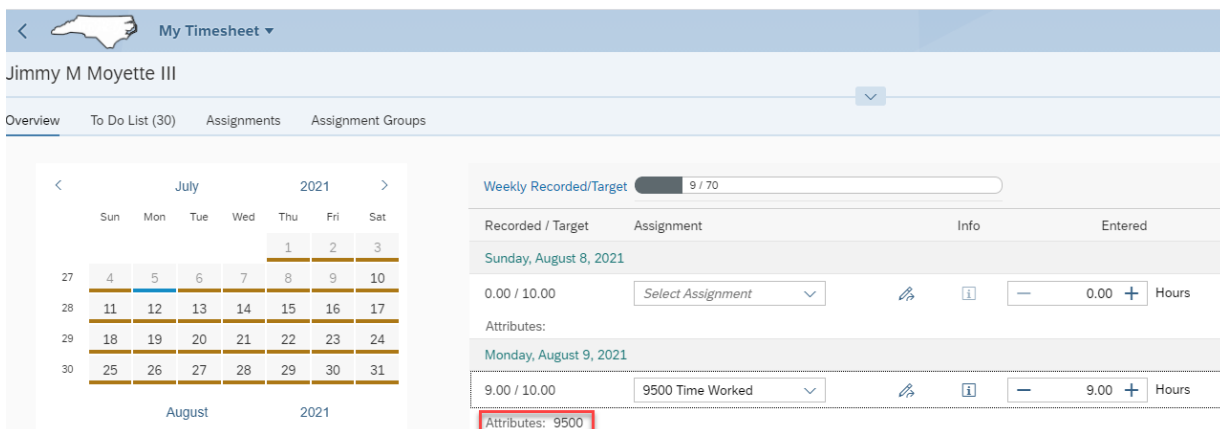 My Timesheet
Jimmy M Moyette III
Overview To Do List (30) Assignments Assignment Groups
July 2021
Sun Mon Tue Wed Thu Fri Sat
1 2 3
27 4 5 6 7 8 9 10
28 11 12 13 14 15 16 17
29 18 19 20 21 22 23 24
30 25 26 27 28 29 30 31
August 2021
Weekly Recorded/Target 9 / 70
Recorded / Target Assignment Info Entered
Sunday, August 8, 2021
0.00 / 10.00 Select Assignment 0.00 Hours
Attributes:
Monday, August 9, 2021
9.00 / 10.00 9500 Time Worked 9.00 Hours
Attributes: 9500